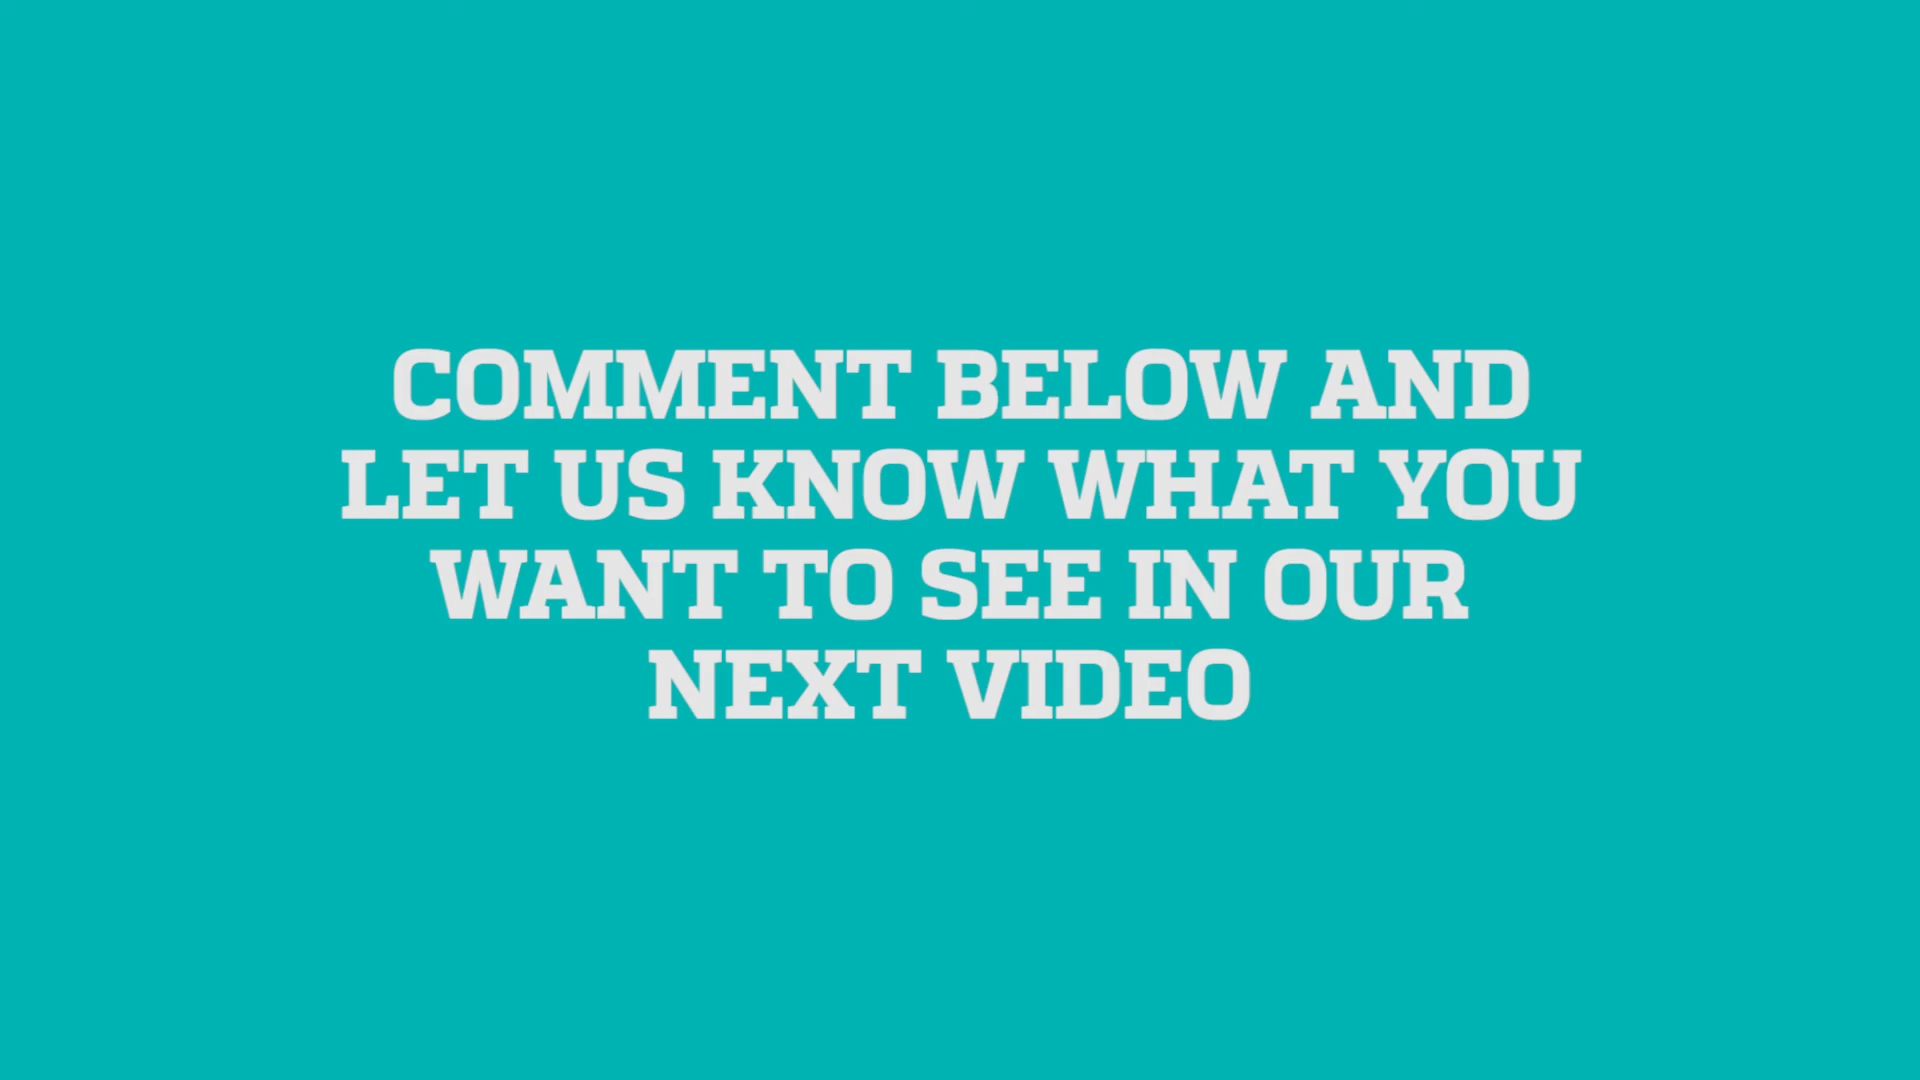 COMMENT BELOW AND
LET US KNOW WHAT YOU
WANT TO SEE IN OUR
NEXT VIDEO